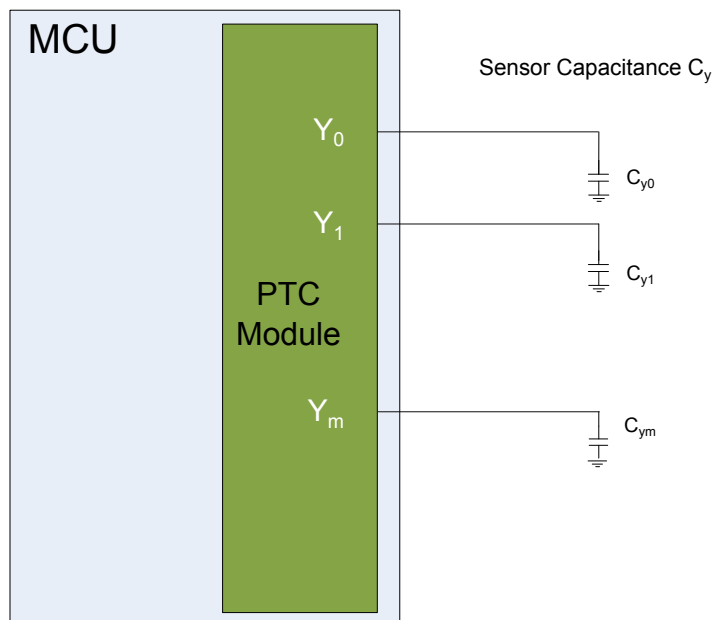 MCU
Sensor Capacitance Cy
Y0
Cy0
Y1
Cy1
PTC
Module
Ym
Cym